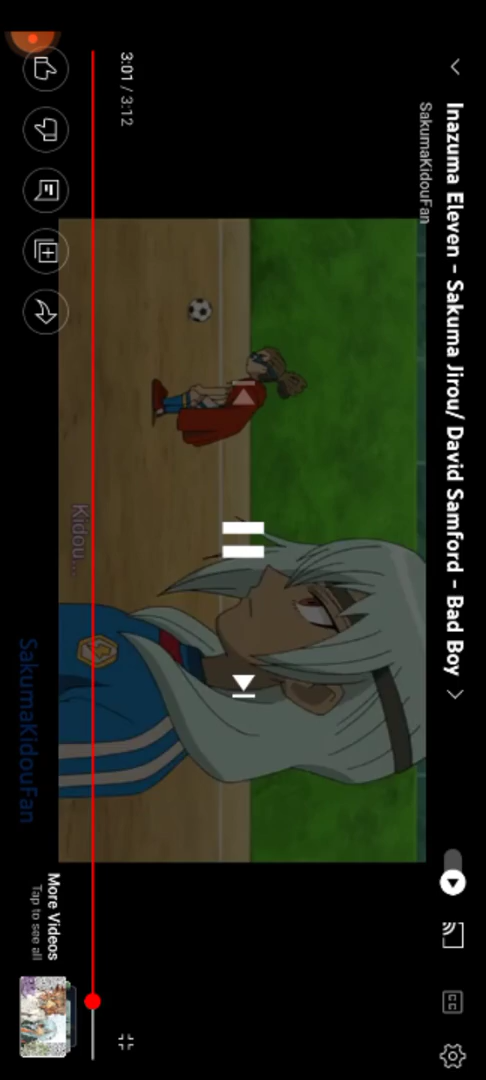 Inazuma Eleven - Sakuma Jirou/ David Samford - Bad Boy
SakumaKidouFan
CC
3:01 / 3:12
Kidou...
SakumaKidouFan
More Videos
Tap to see all